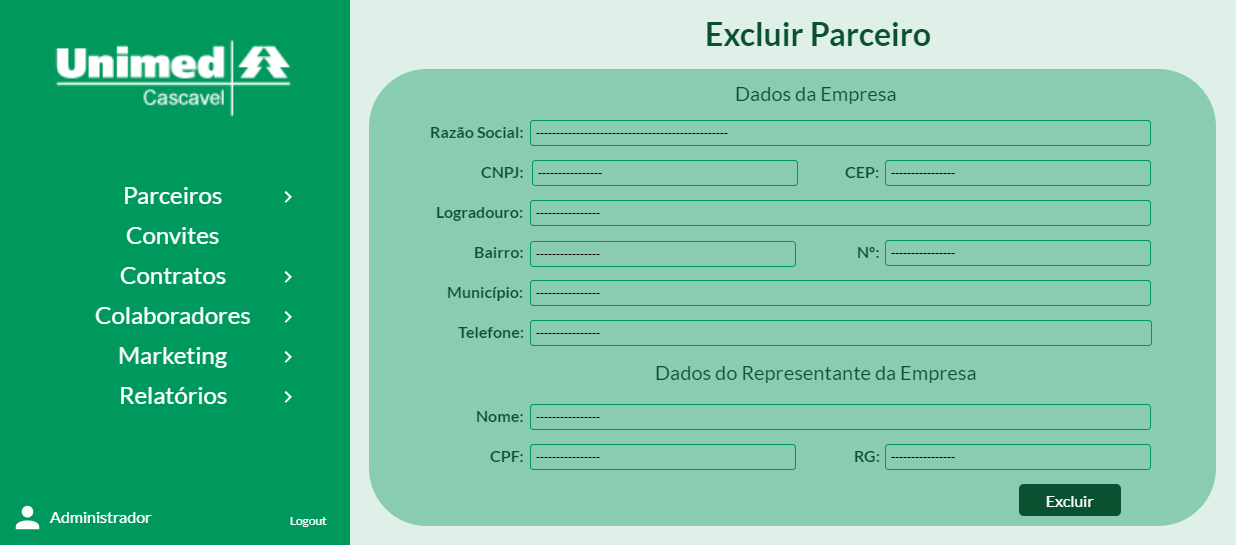 Unimed
Cascavel
Parceiros
Convites
Contratos
Colaboradores
Marketing
Relatórios
Administrador
Logout
Excluir Parceiro
Dados da Empresa
Razão Social: ------------------------------------------------
CNPJ: ---------------- CEP: ----------------
Logradouro: ----------------
Bairro: ---------------- Nº: ----------------
Município: ----------------
Telefone: ----------------
Dados do Representante da Empresa
Nome: ----------------
CPF: ---------------- RG: ----------------
Excluir